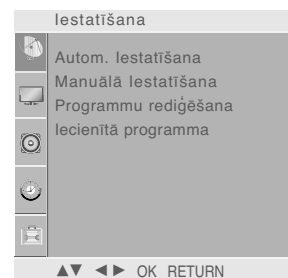 Iestatīšana
Autom. Iestatīšana
Manuālā Iestatīšana
Programmu rediģēšana
Iecienītā programma
▲▼ ◄► OK RETURN